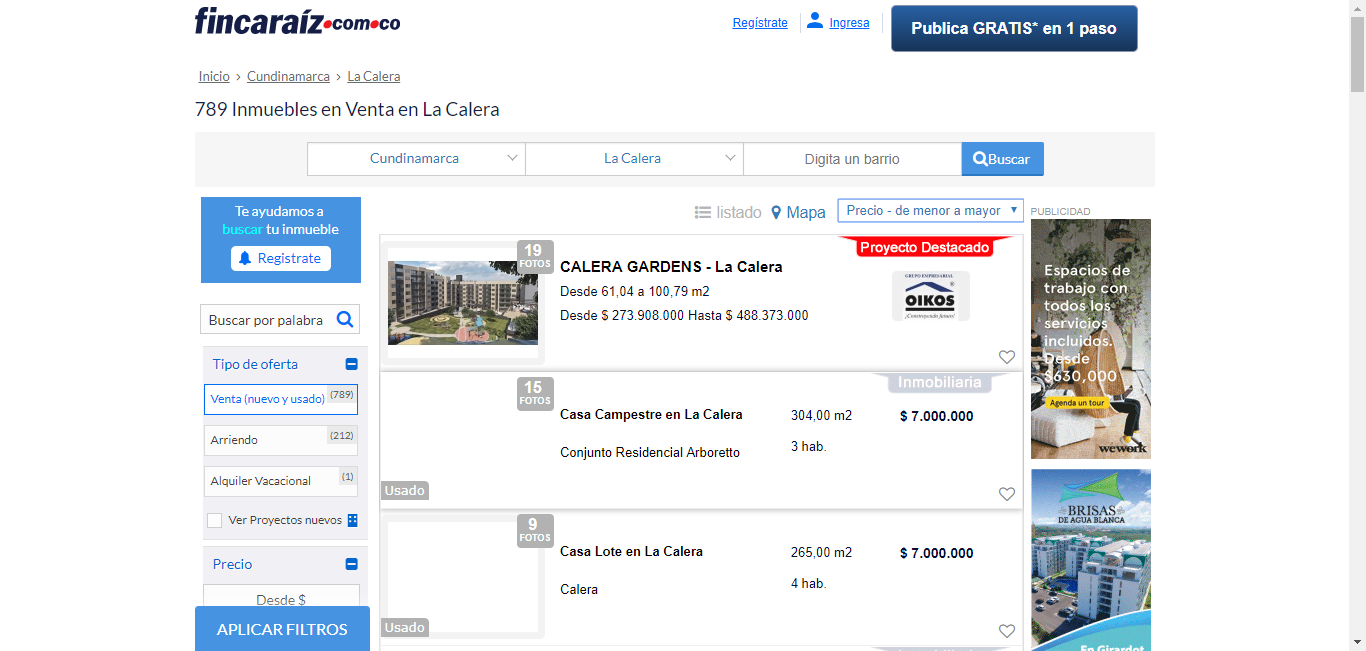 fincaraíz.com.co
Regístrate
Ingresa
Publica GRATIS* en 1 paso
Inicio › Cundinamarca › La Calera
789 Inmuebles en Venta en La Calera
Cundinamarca
La Calera
Digita un barrio
Buscar
Te ayudamos a
buscar tu inmueble
Registrate
Buscar por palabra
Tipo de oferta
Venta (nuevo y usado) (789)
Arriendo (212)
Alquiler Vacacional (1)
Ver Proyectos nuevos
Precio
Desde $
APLICAR FILTROS
listado
Mapa
Precio - de menor a mayor
19
FOTOS
Proyecto Destacado
CALERA GARDENS - La Calera
Desde 61,04 a 100,79 m2
Desde $ 273.908.000 Hasta $ 488.373.000
GRUPO EMPRESARIAL
OIKOS
¡Construyendo futuro!
15
FOTOS
Inmobiliaria
Casa Campestre en La Calera
304,00 m2
$ 7.000.000
Conjunto Residencial Arboretto
3 hab.
Usado
9
FOTOS
Casa Lote en La Calera
265,00 m2
$ 7.000.000
Calera
4 hab.
Usado
PUBLICIDAD
Espacios de
trabajo con
todos los
servicios
incluidos.
Desde
$630,000
Agenda un tour
wework
BRISAS
DE AGUA BLANCA
En Girardot